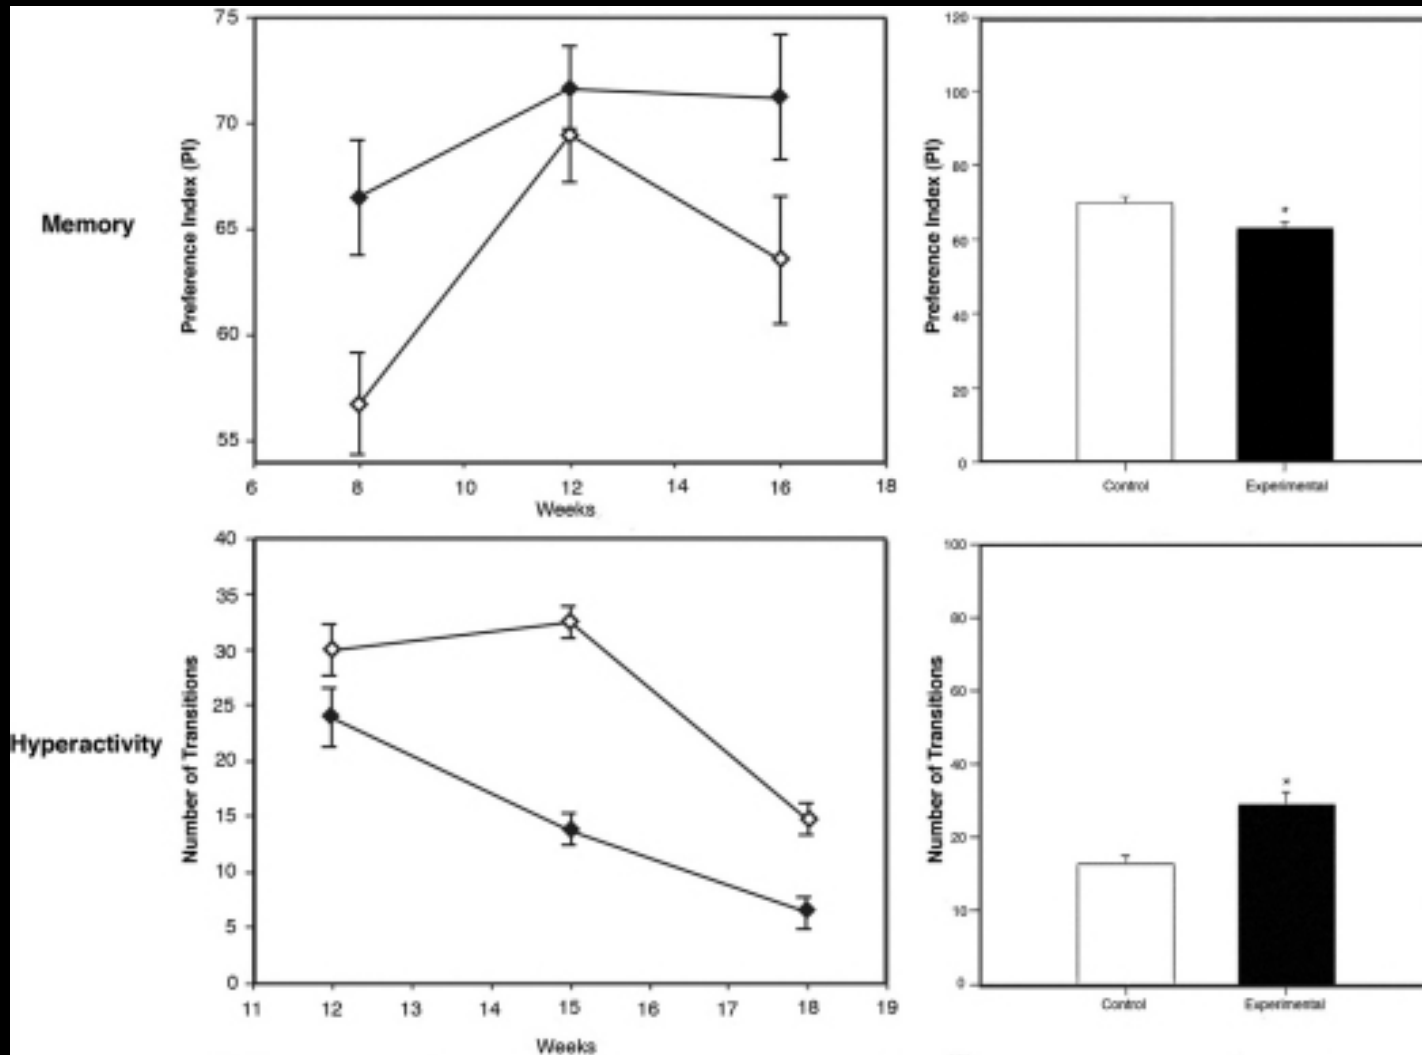 Memory
Preference Index (PI)
75
70
65
60
55
6 8 10 12 14 16 18
Weeks
Preference Index (PI)
120
100
80
60
40
20
0
*
Control Experimental
Hyperactivity
Number of Transitions
40
35
30
25
20
15
10
5
0
11 12 13 14 15 16 17 18 19
Weeks
Number of Transitions
100
80
60
40
20
10
0
*
Control Experimental